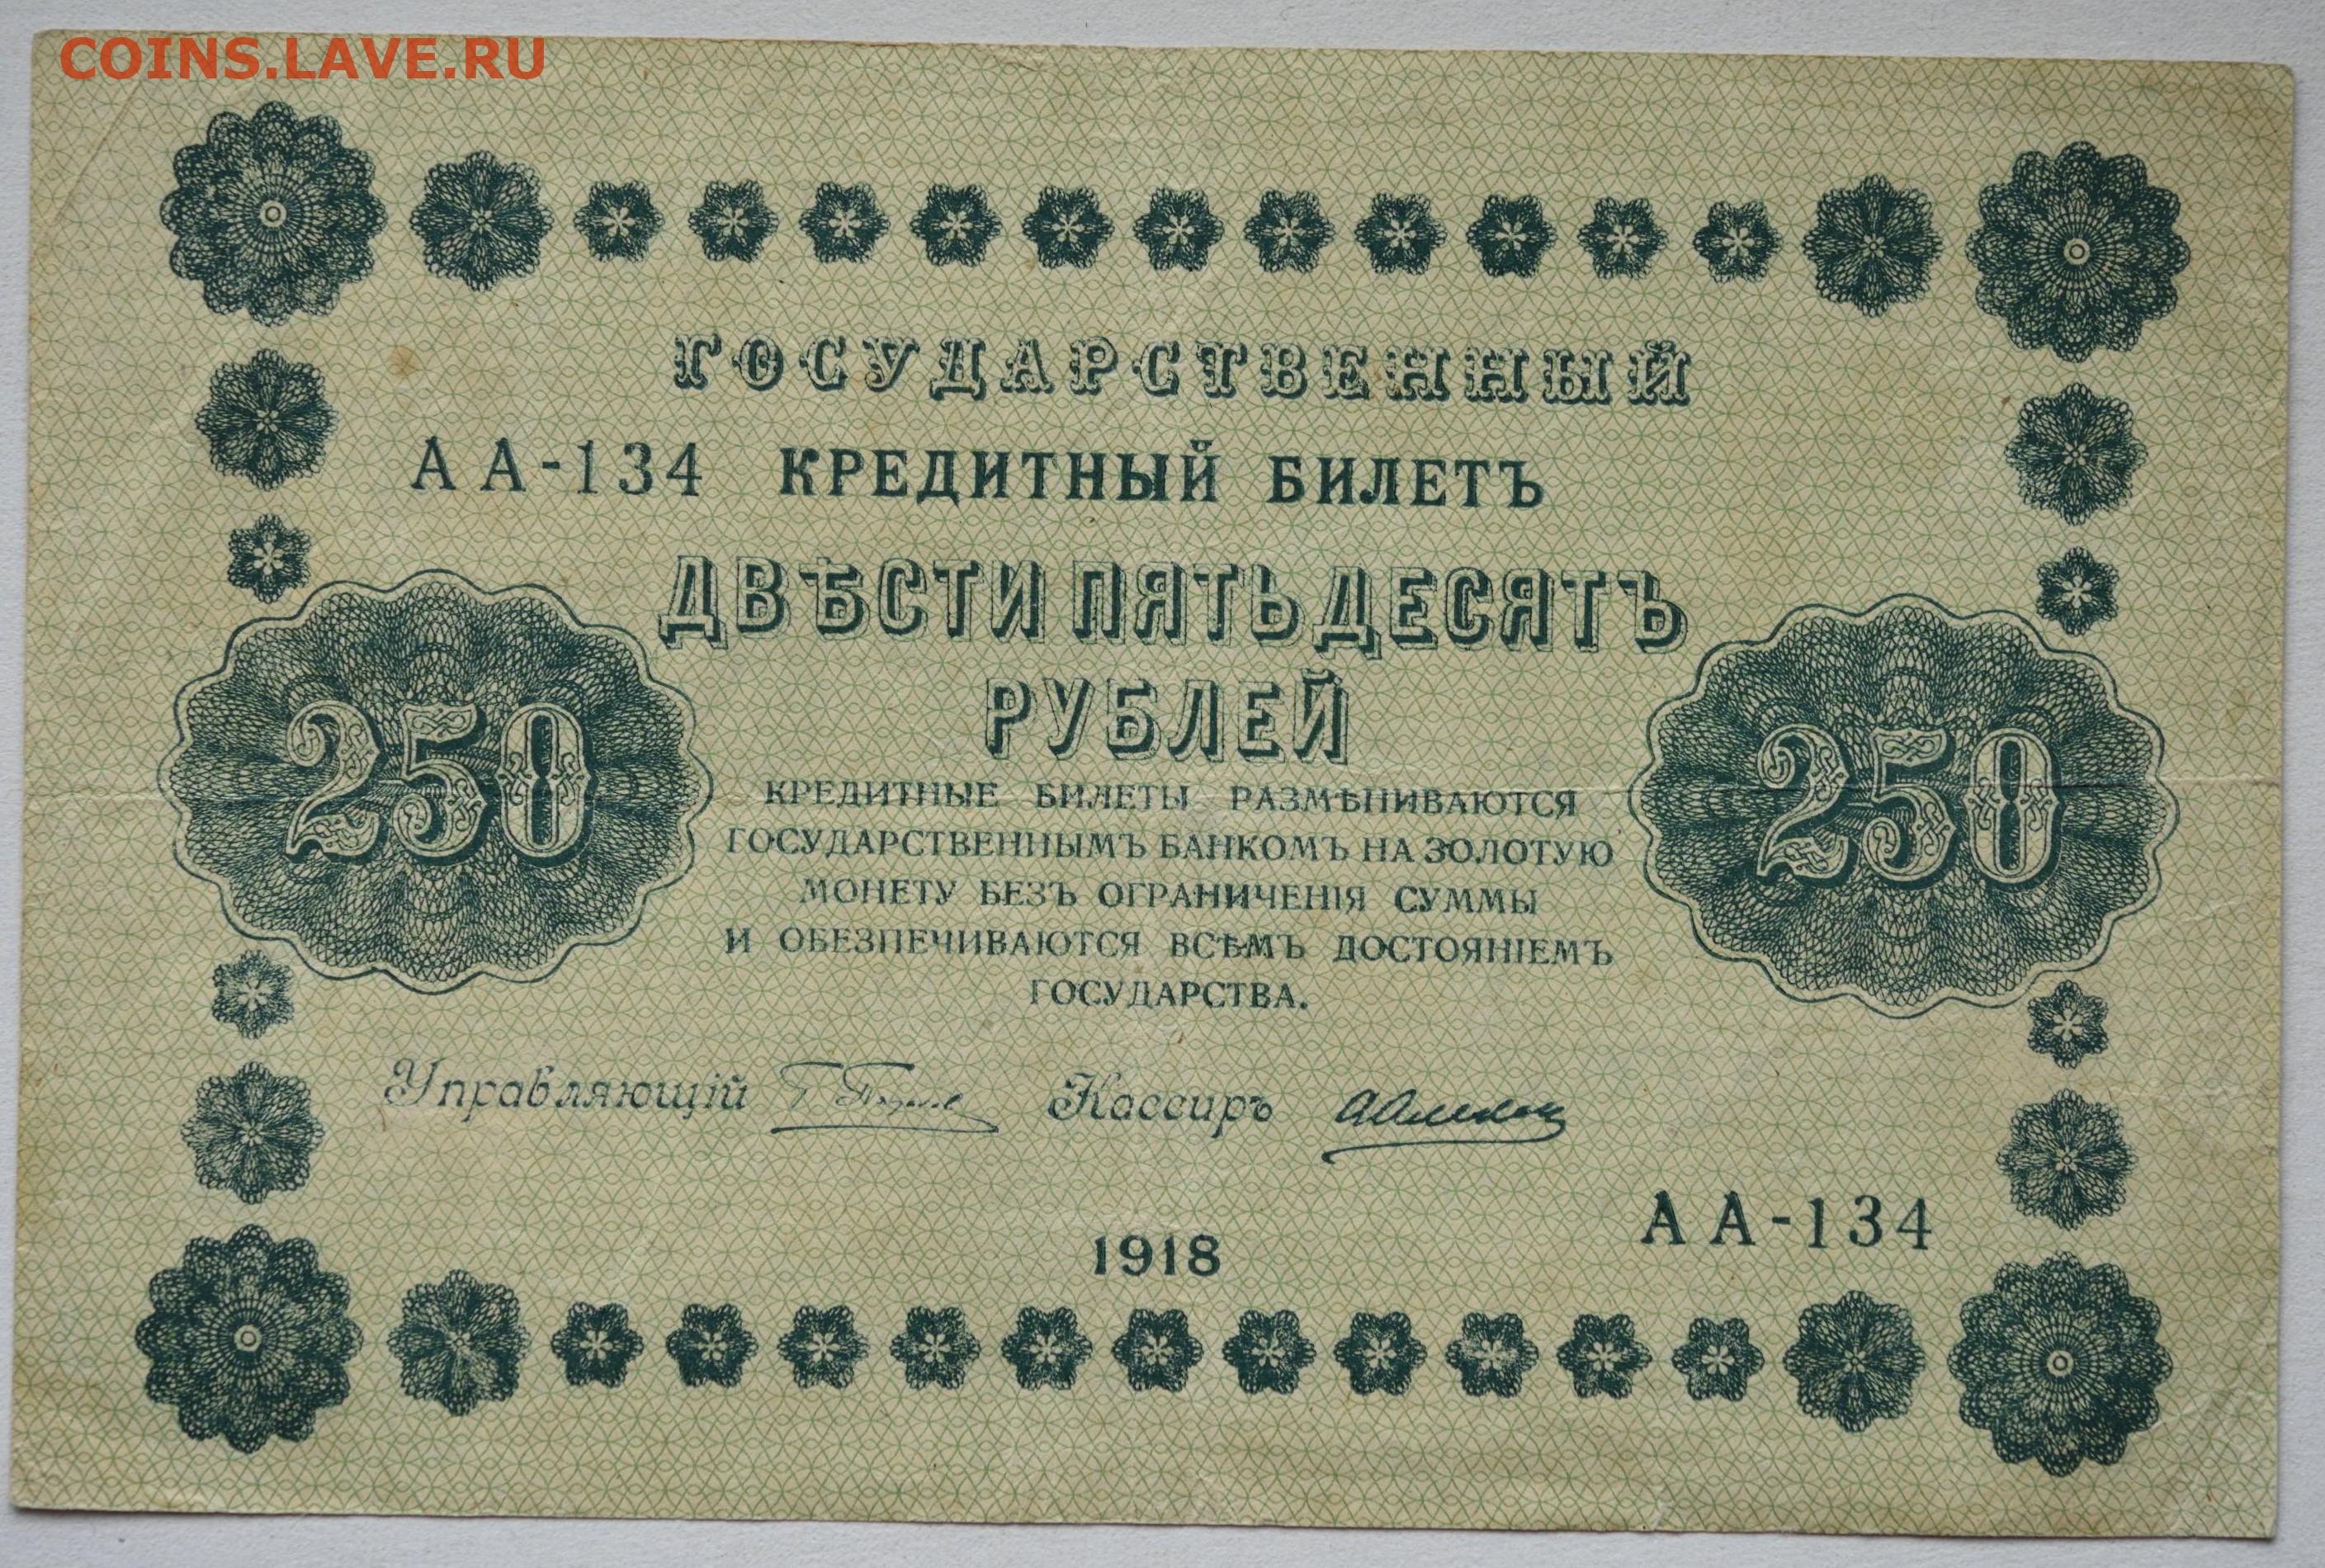 COINS.LAVE.RU
ГОСУДАРСТВЕННЫЙ
АА-134 КРЕДИТНЫЙ БИЛЕТЪ
ДВѢСТИ ПЯТЬДЕСЯТЪ
РУБЛЕЙ
250
250
КРЕДИТНЫЕ БИЛЕТЫ РАЗМѢНИВАЮТСЯ
ГОСУДАРСТВЕННЫМЪ БАНКОМЪ НА ЗОЛОТУЮ
МОНЕТУ БЕЗЪ ОГРАНИЧЕНІЯ СУММЫ
И ОБЕЗПЕЧИВАЮТСЯ ВСѢМЪ ДОСТОЯНІЕМЪ
ГОСУДАРСТВА.
Управляющій Кассиръ
АА-134
1918